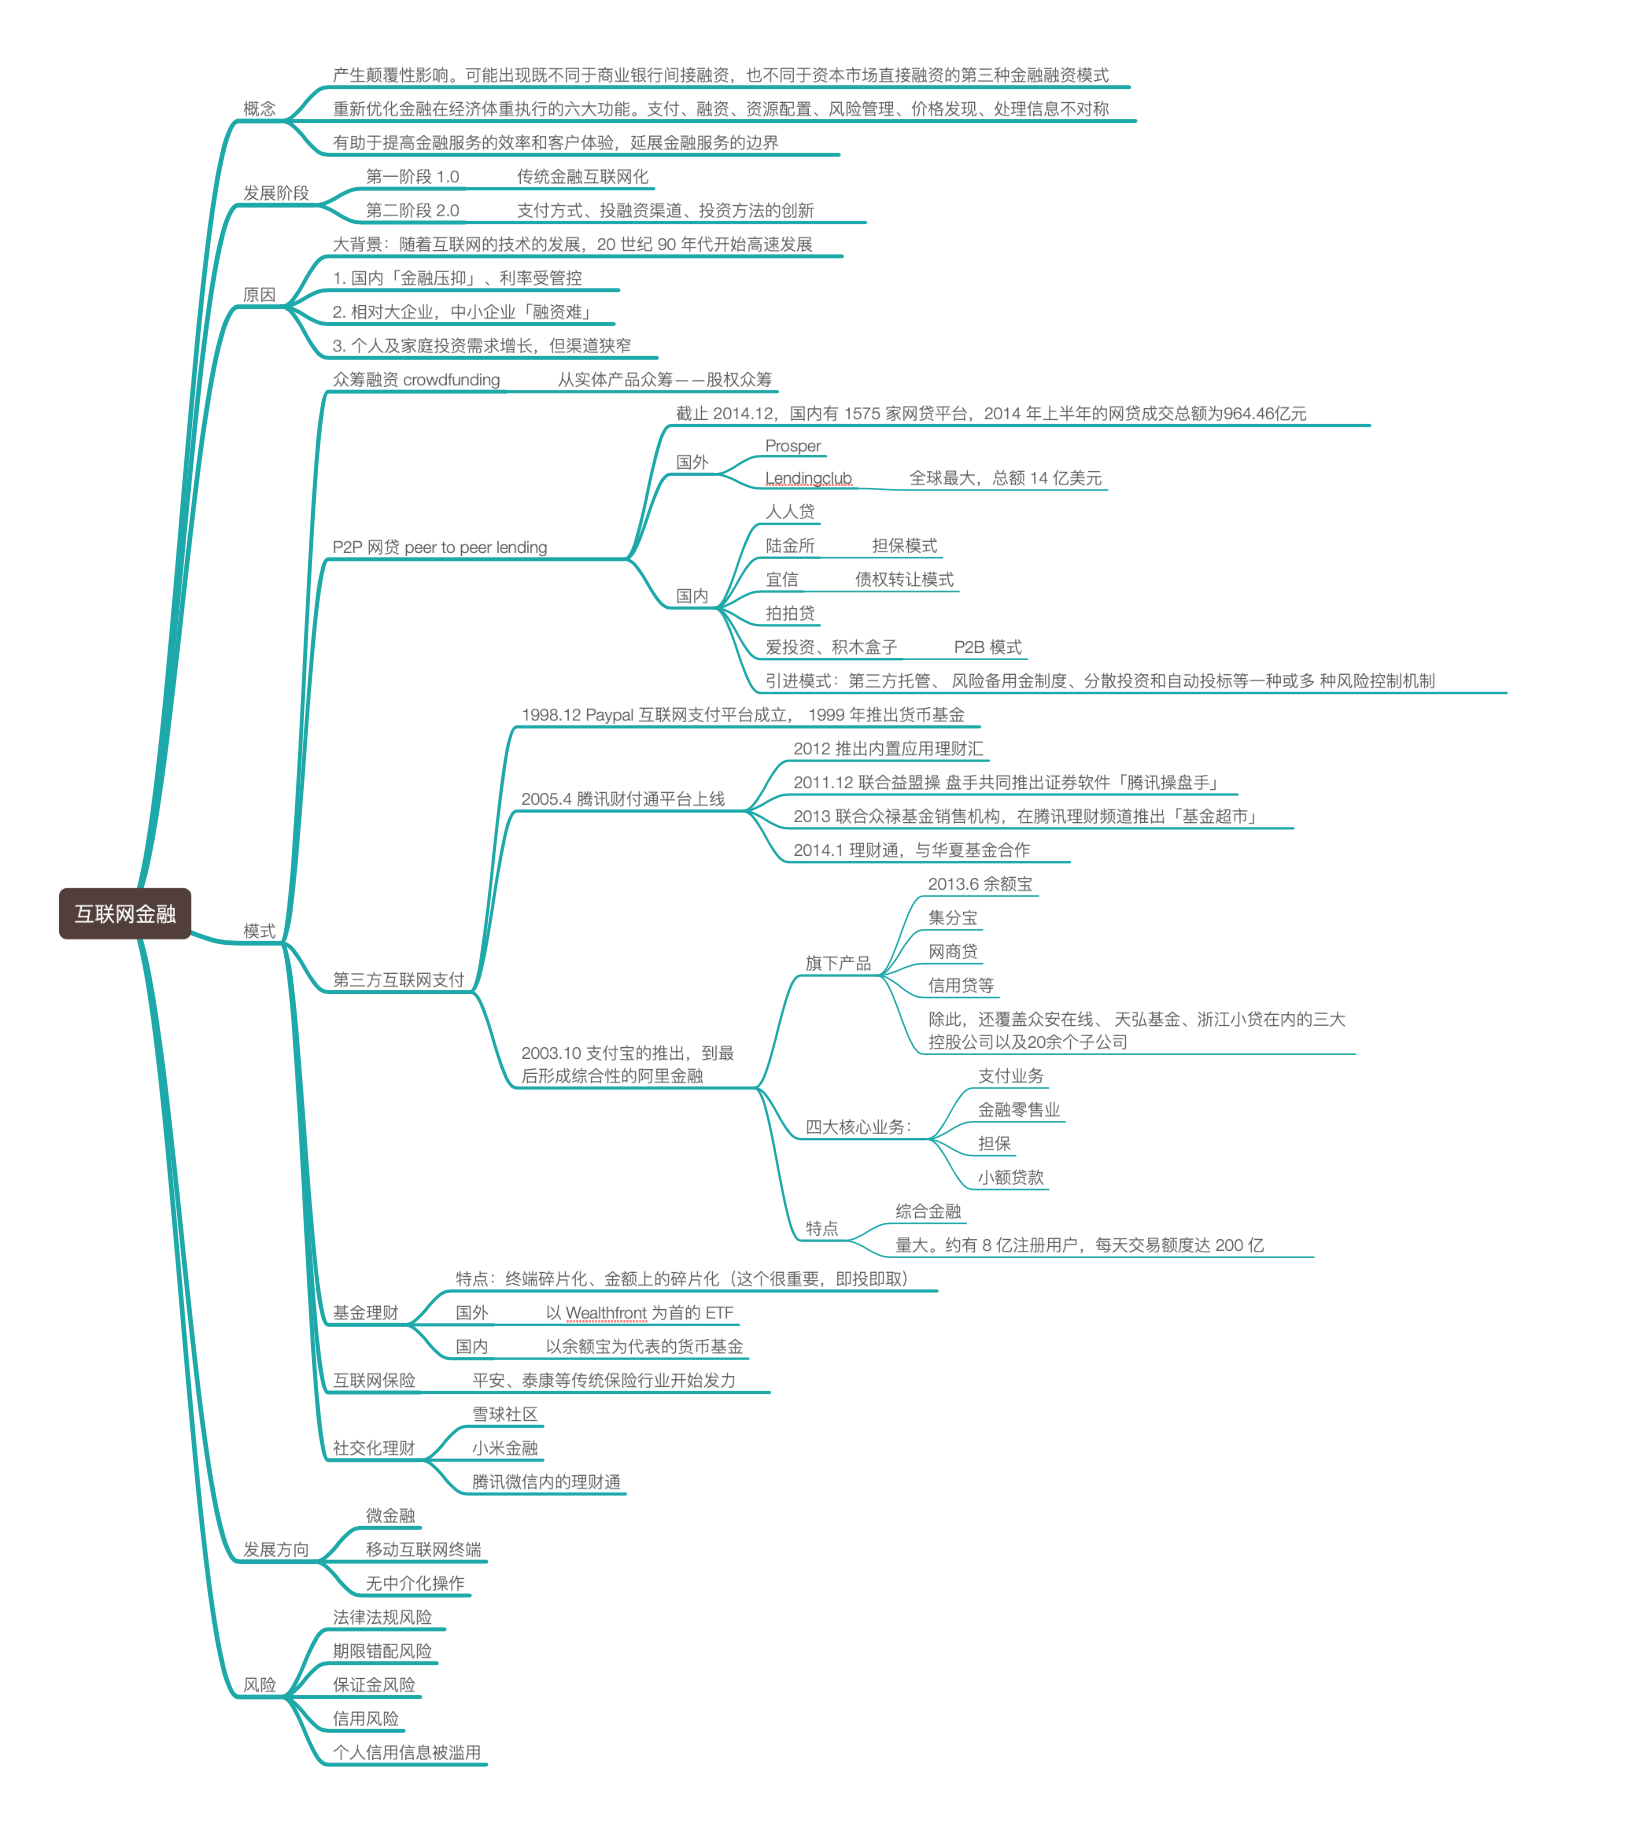 产生颠覆性影响。可能出现既不同于商业银行间接融资，也不同于资本市场直接融资的第三种金融融资模式
概念
重新优化金融在经济体重执行的六大功能。支付、融资、资源配置、风险管理、价格发现、处理信息不对称
有助于提高金融服务的效率和客户体验，延展金融服务的边界
第一阶段 1.0
传统金融互联网化
发展阶段
第二阶段 2.0
支付方式、投融资渠道、投资方法的创新
大背景：随着互联网的技术的发展，20 世纪 90 年代开始高速发展
1. 国内「金融压抑」、利率受管控
原因
2. 相对大企业，中小企业「融资难」
3. 个人及家庭投资需求增长，但渠道狭窄
众筹融资 crowdfunding
从实体产品众筹——股权众筹
截止 2014.12，国内有 1575 家网贷平台，2014 年上半年的网贷成交总额为964.46亿元
国外
Prosper
Lendingclub
全球最大，总额 14 亿美元
P2P 网贷 peer to peer lending
人人贷
陆金所
担保模式
宜信
债权转让模式
国内
拍拍贷
爱投资、积木盒子
P2B 模式
引进模式：第三方托管、 风险备用金制度、分散投资和自动投标等一种或多 种风险控制机制
1998.12 Paypal 互联网支付平台成立， 1999 年推出货币基金
2012 推出内置应用理财汇
2011.12 联合益盟操 盘手共同推出证券软件「腾讯操盘手」
2005.4 腾讯财付通平台上线
2013 联合众禄基金销售机构，在腾讯理财频道推出「基金超市」
2014.1 理财通，与华夏基金合作
互联网金融
模式
第三方互联网支付
2013.6 余额宝
集分宝
网商贷
旗下产品
信用贷等
除此，还覆盖众安在线、 天弘基金、浙江小贷在内的三大
控股公司以及20余个子公司
2003.10 支付宝的推出，到最
后形成综合性的阿里金融
支付业务
金融零售业
四大核心业务：
担保
小额贷款
综合金融
特点
量大。约有 8 亿注册用户，每天交易额度达 200 亿
特点：终端碎片化、金额上的碎片化（这个很重要，即投即取）
基金理财
国外
以 Wealthfront 为首的 ETF
国内
以余额宝为代表的货币基金
互联网保险
平安、泰康等传统保险行业开始发力
雪球社区
社交化理财
小米金融
腾讯微信内的理财通
微金融
发展方向
移动互联网终端
无中介化操作
法律法规风险
期限错配风险
风险
保证金风险
信用风险
个人信用信息被滥用